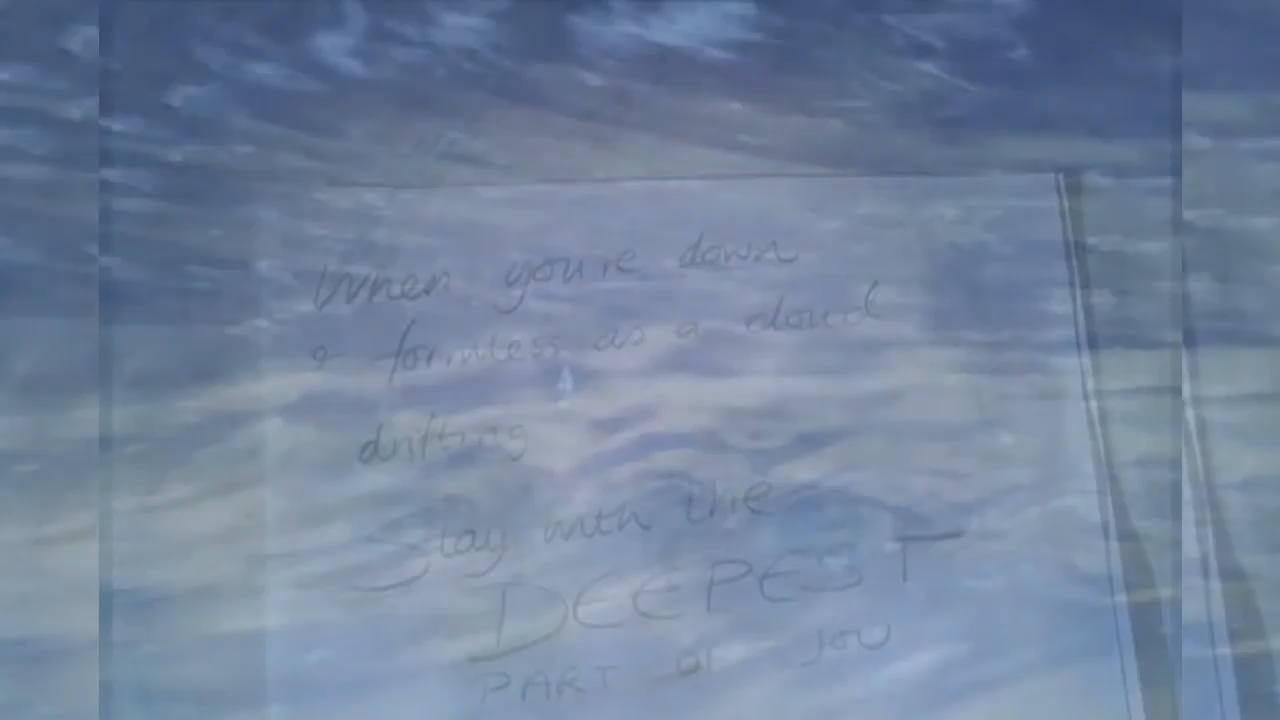 When you're down
& formless as a cloud
drifting
Stay with the
DEEPEST
PART of you